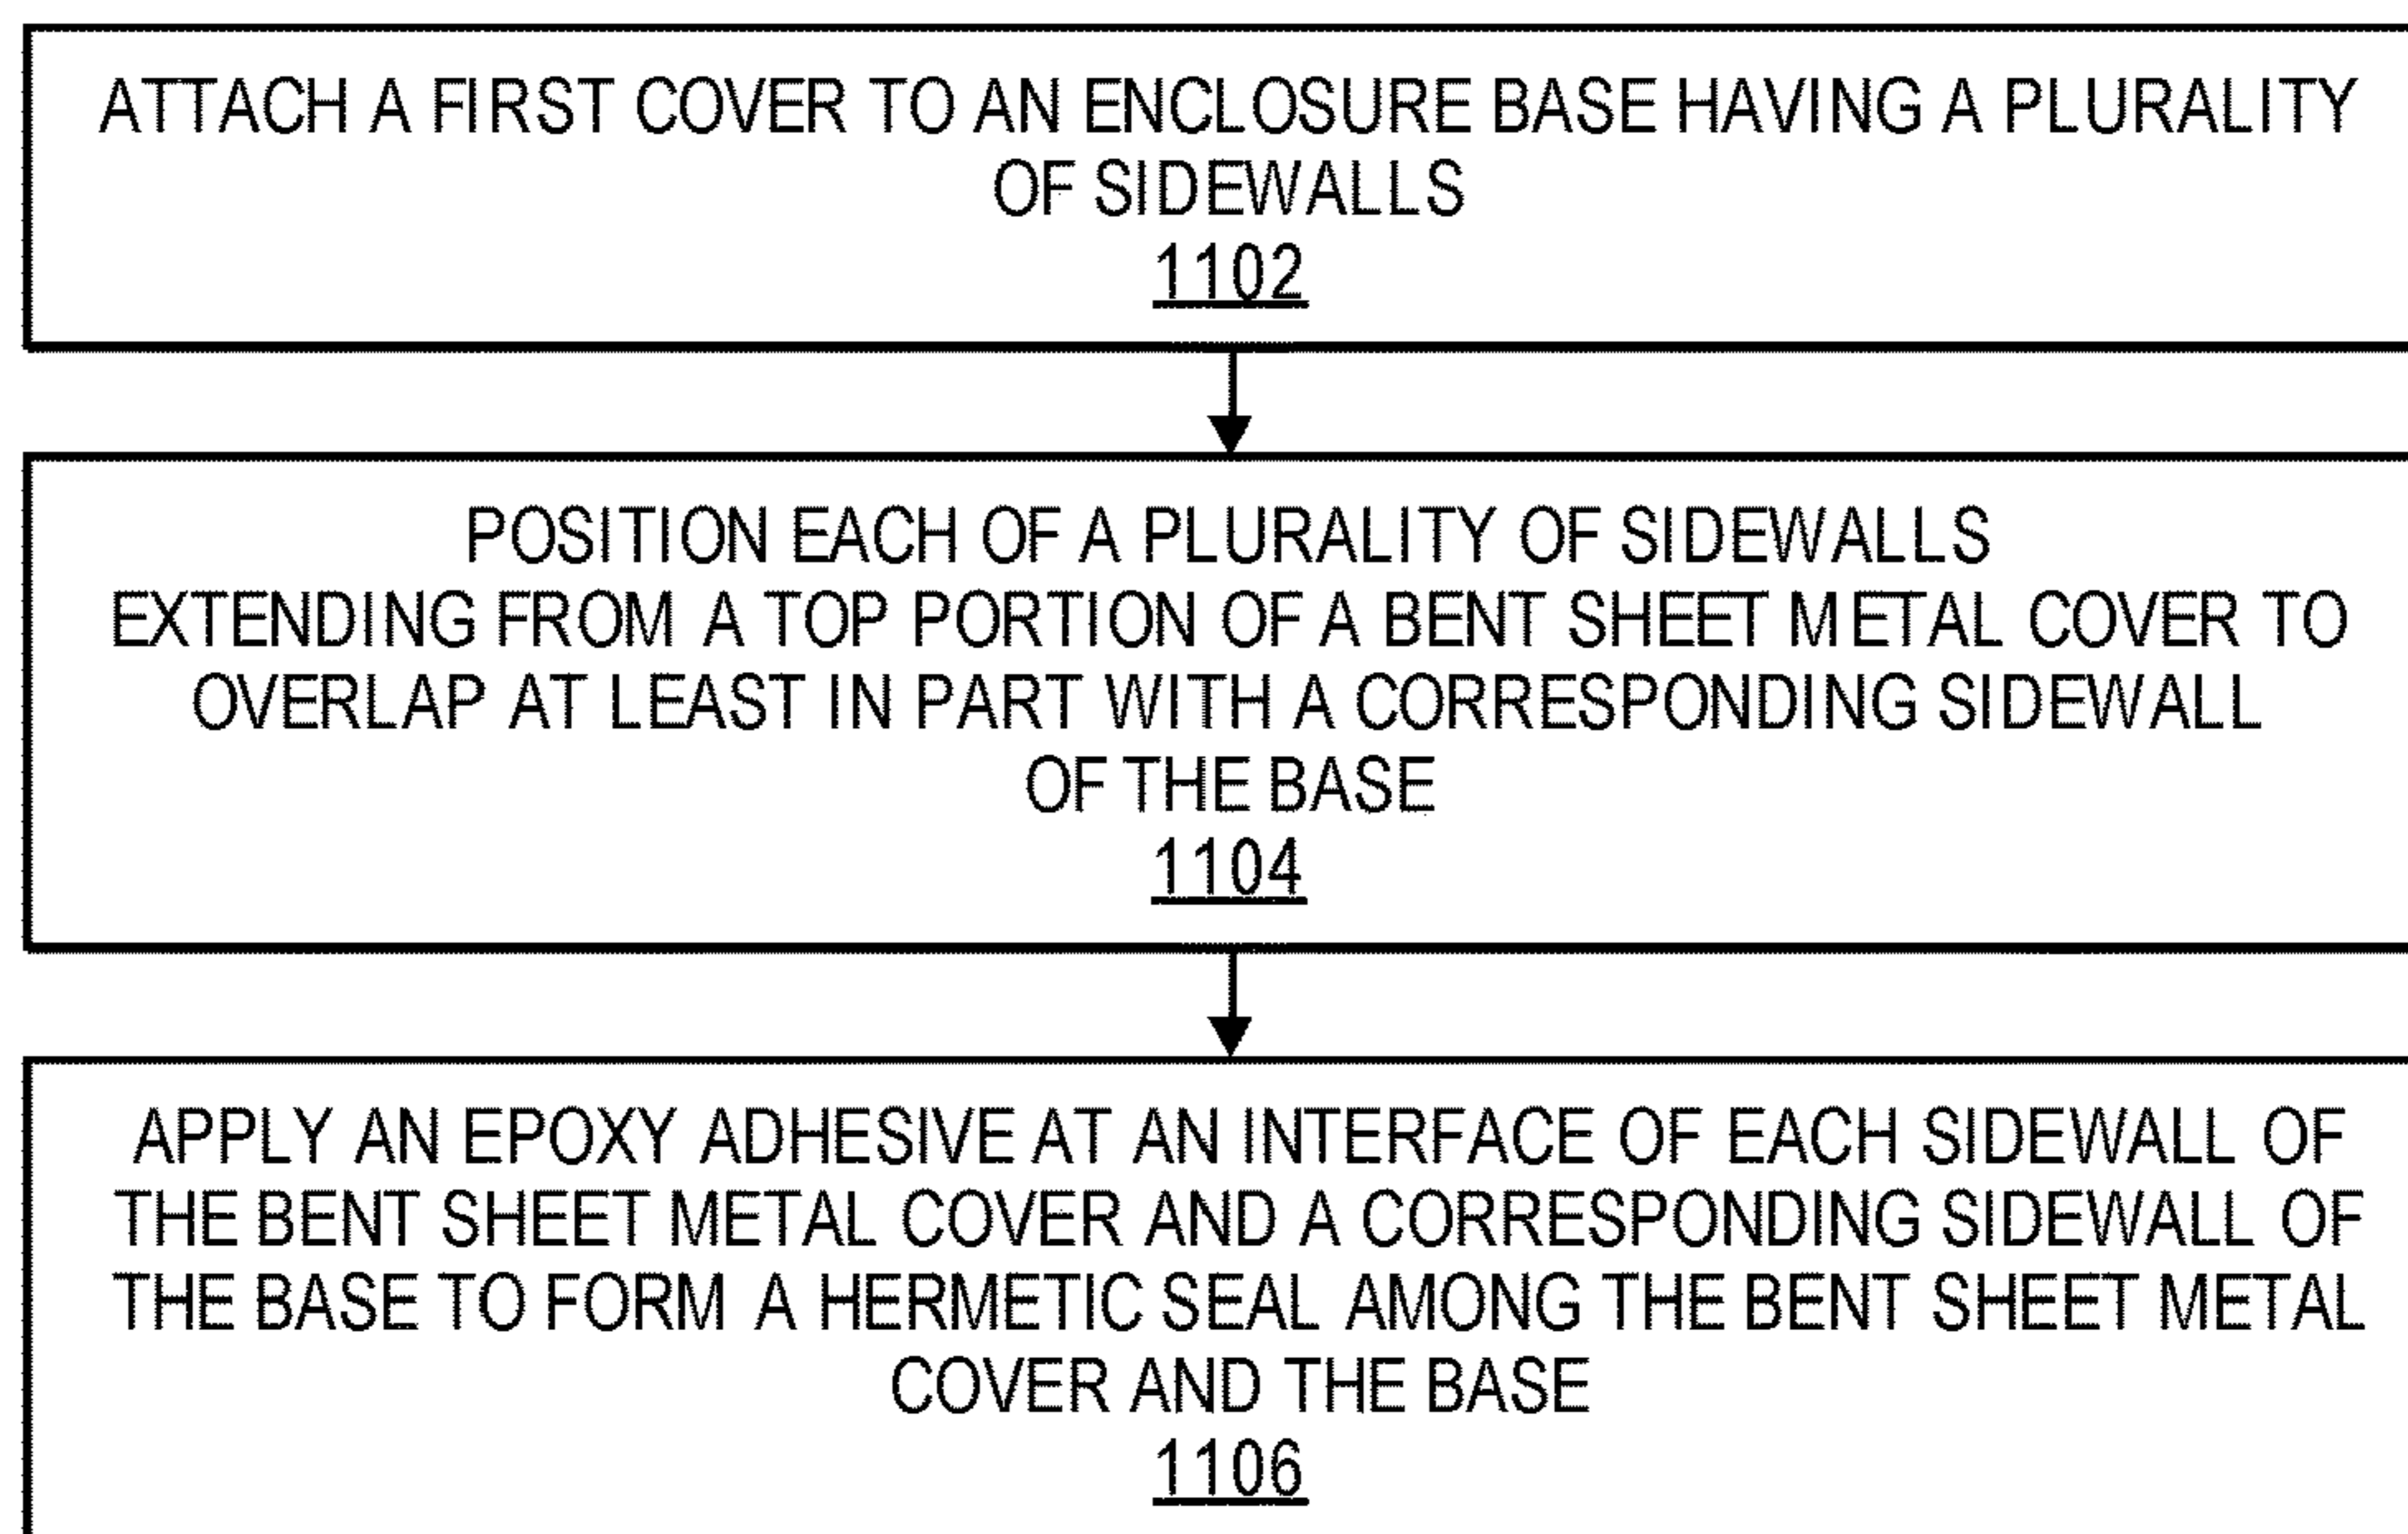 ATTACH A FIRST COVER TO AN ENCLOSURE BASE HAVING A PLURALITY
OF SIDEWALLS
1102
POSITION EACH OF A PLURALITY OF SIDEWALLS
EXTENDING FROM A TOP PORTION OF A BENT SHEET METAL COVER TO
OVERLAP AT LEAST IN PART WITH A CORRESPONDING SIDEWALL
OF THE BASE
1104
APPLY AN EPOXY ADHESIVE AT AN INTERFACE OF EACH SIDEWALL OF
THE BENT SHEET METAL COVER AND A CORRESPONDING SIDEWALL OF
THE BASE TO FORM A HERMETIC SEAL AMONG THE BENT SHEET METAL
COVER AND THE BASE
1106